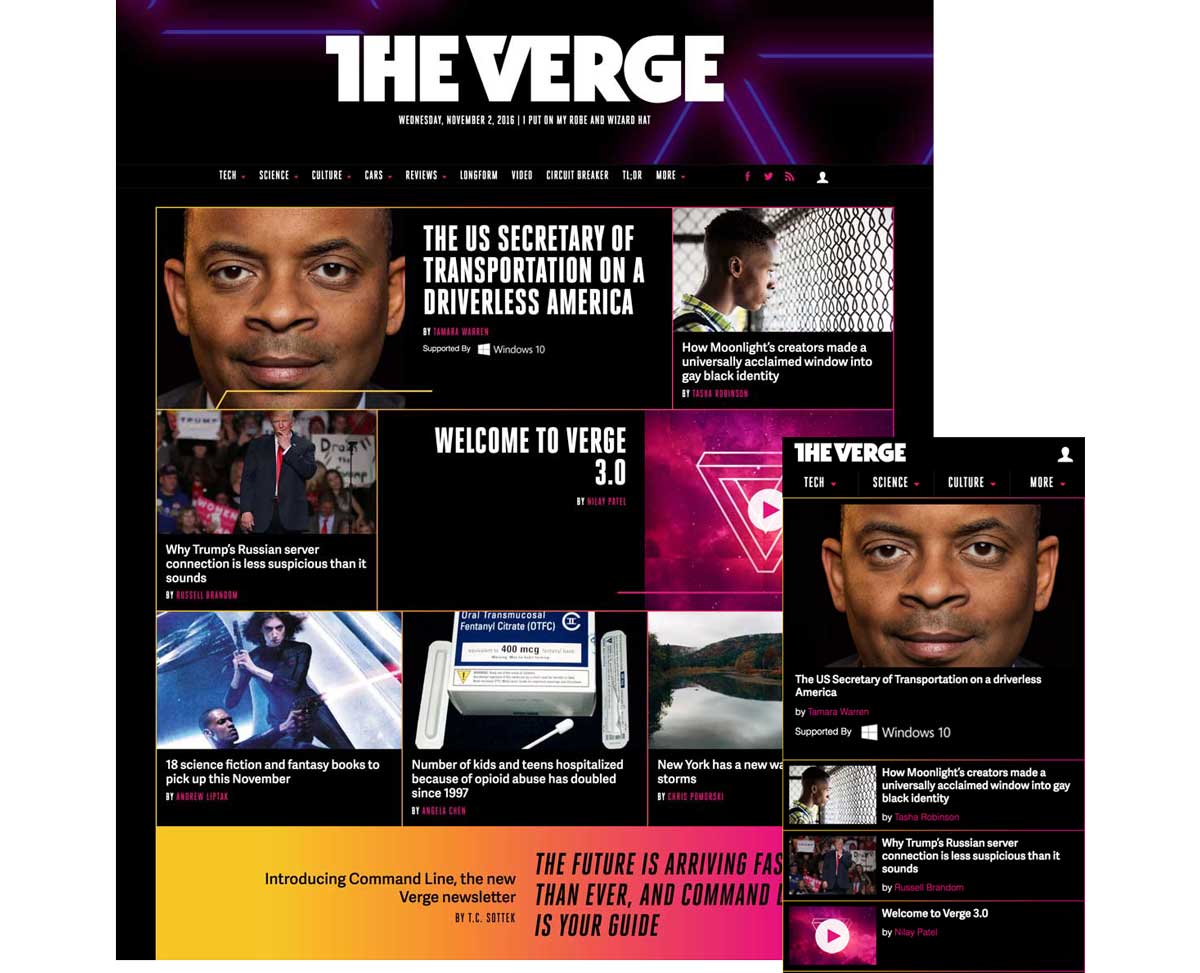 THE VERGE
WEDNESDAY, NOVEMBER 2, 2016 | I PUT ON MY ROBE AND WIZARD HAT
TECH SCIENCE CULTURE CARS REVIEWS LONGFORM VIDEO CIRCUIT BREAKER TL;DR MORE
THE US SECRETARY OF
TRANSPORTATION ON A
DRIVERLESS AMERICA
BY TAMARA WARREN
Supported By Windows 10
How Moonlight's creators made a
universally acclaimed window into
gay black identity
BY TASHA ROBINSON
TRUMP
WOMEN
Why Trump's Russian server
connection is less suspicious than it
sounds
BY RUSSELL BRANDOM
WELCOME TO VERGE
3.0
BY NILAY PATEL
18 science fiction and fantasy books to
pick up this November
BY ANDREW LIPTAK
Oral Transmucosal
Fentanyl Citrate (OTFC)
CII
equivalent to 400 mcg fentanyl base
Number of kids and teens hospitalized
because of opioid abuse has doubled
since 1997
BY ANGELA CHEN
New York has a new wa
storms
BY CHRIS POMORSKI
Introducing Command Line, the new
Verge newsletter
BY T.C. SOTTEK
THE FUTURE IS ARRIVING FAS
THAN EVER, AND COMMAND L
IS YOUR GUIDE
THE VERGE
TECH SCIENCE CULTURE MORE
The US Secretary of Transportation on a driverless
America
by Tamara Warren
Supported By Windows 10
How Moonlight's creators made a
universally acclaimed window into gay
black identity
by Tasha Robinson
Why Trump's Russian server
connection is less suspicious than it
sounds
by Russell Brandom
Welcome to Verge 3.0
by Nilay Patel